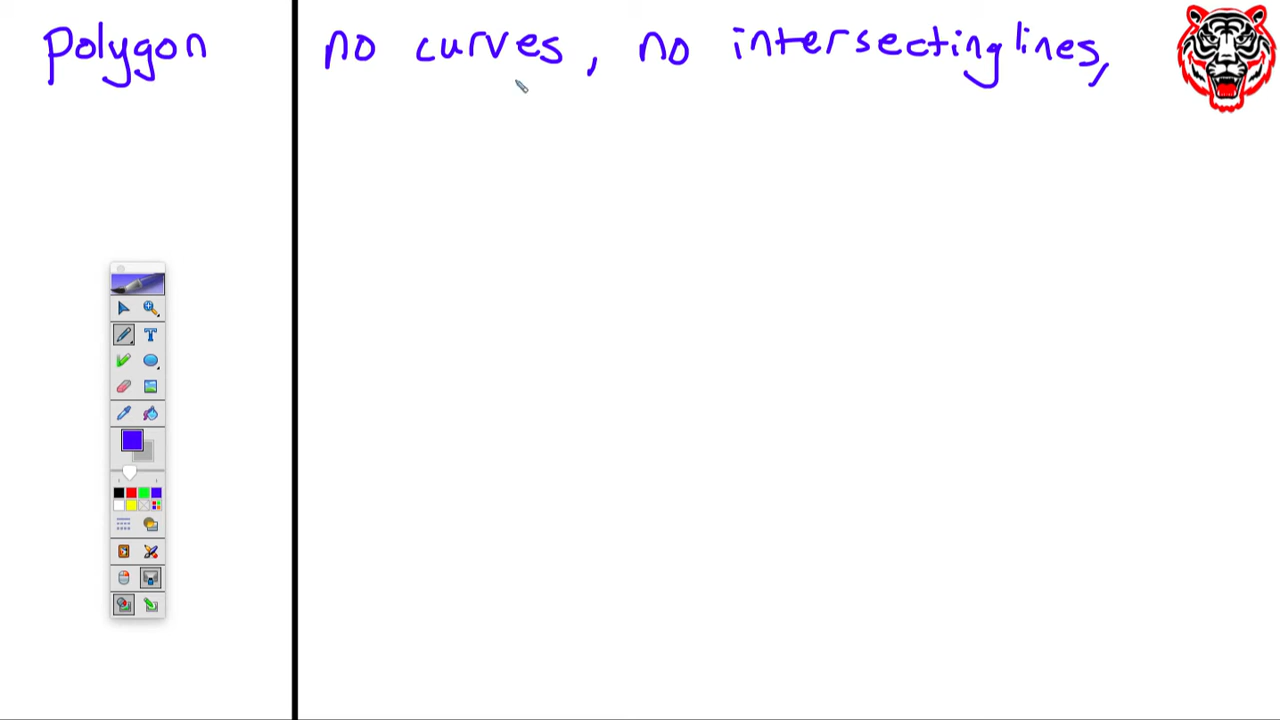 polygon no curves, no intersecting lines,